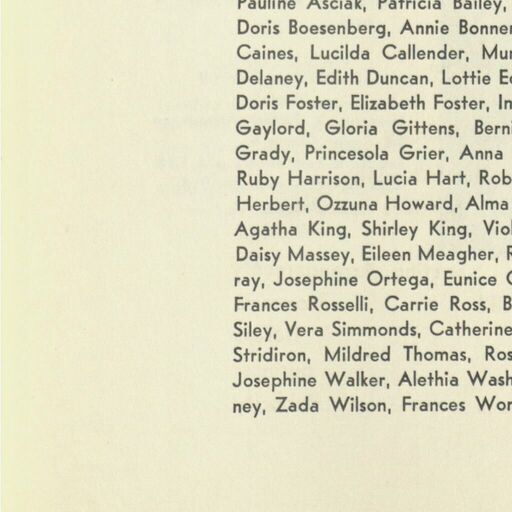 Pauline Asciak, Patricia Bailey,
Doris Boesenberg, Annie Bonner
Caines, Lucilda Callender, Mur
Delaney, Edith Duncan, Lottie Ed
Doris Foster, Elizabeth Foster, In
Gaylord, Gloria Gittens, Berni
Grady, Princesola Grier, Anna
Ruby Harrison, Lucia Hart, Rob
Herbert, Ozzuna Howard, Alma
Agatha King, Shirley King, Viol
Daisy Massey, Eileen Meagher, R
ray, Josephine Ortega, Eunice
Frances Rosselli, Carrie Ross, B
Siley, Vera Simmonds, Catherine
Stridiron, Mildred Thomas, Ros
Josephine Walker, Alethia Wash
ney, Zada Wilson, Frances Wor